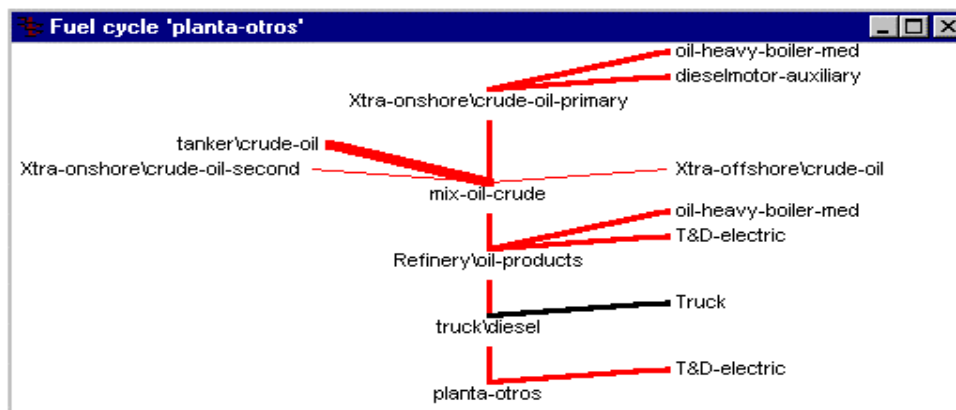 Fuel cycle 'planta-otros'
oil-heavy-boiler-med
dieselmotor-auxiliary
Xtra-onshore\crude-oil-primary
tanker\crude-oil
Xtra-onshore\crude-oil-second
Xtra-offshore\crude-oil
mix-oil-crude
oil-heavy-boiler-med
T&D-electric
Refinery\oil-products
Truck
truck\diesel
T&D-electric
planta-otros